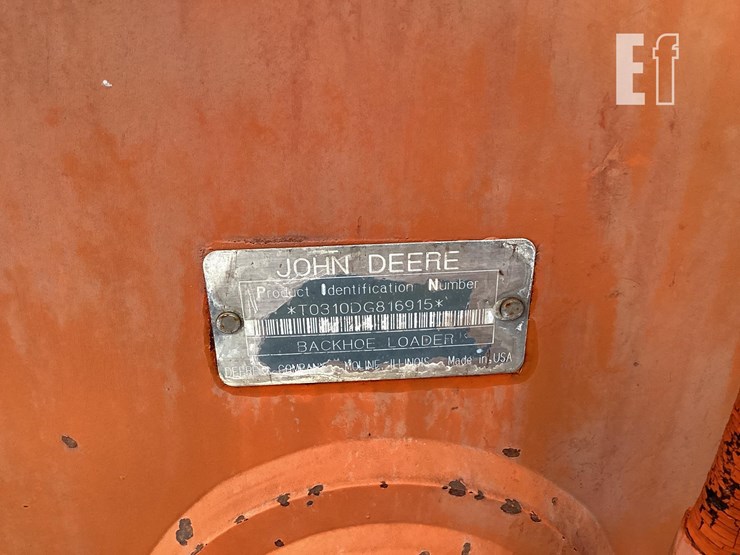 Ef
JOHN DEERE
Product Identification Number
*T0310DG816915*
BACKHOE LOADER
DEERE & COMPANY MOLINE ILLINOIS Made in USA